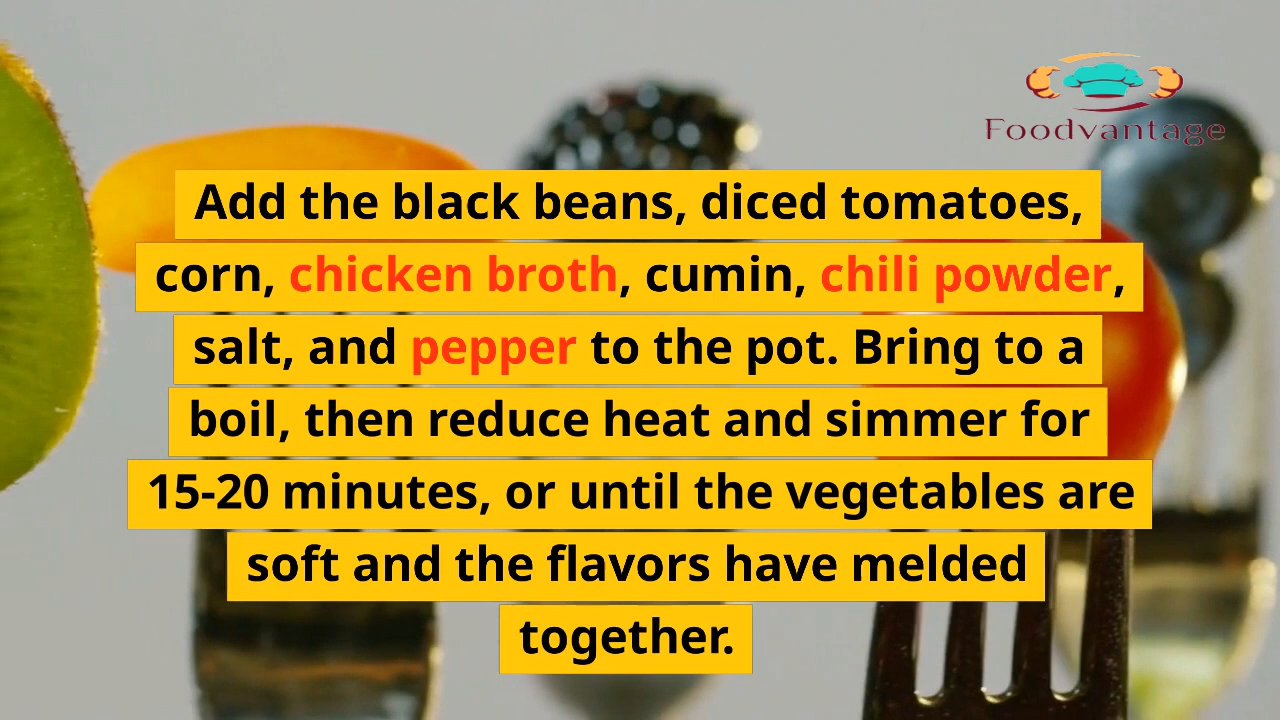 Foodvantage
Add the black beans, diced tomatoes,
corn, chicken broth, cumin, chili powder,
salt, and pepper to the pot. Bring to a
boil, then reduce heat and simmer for
15-20 minutes, or until the vegetables are
soft and the flavors have melded
together.